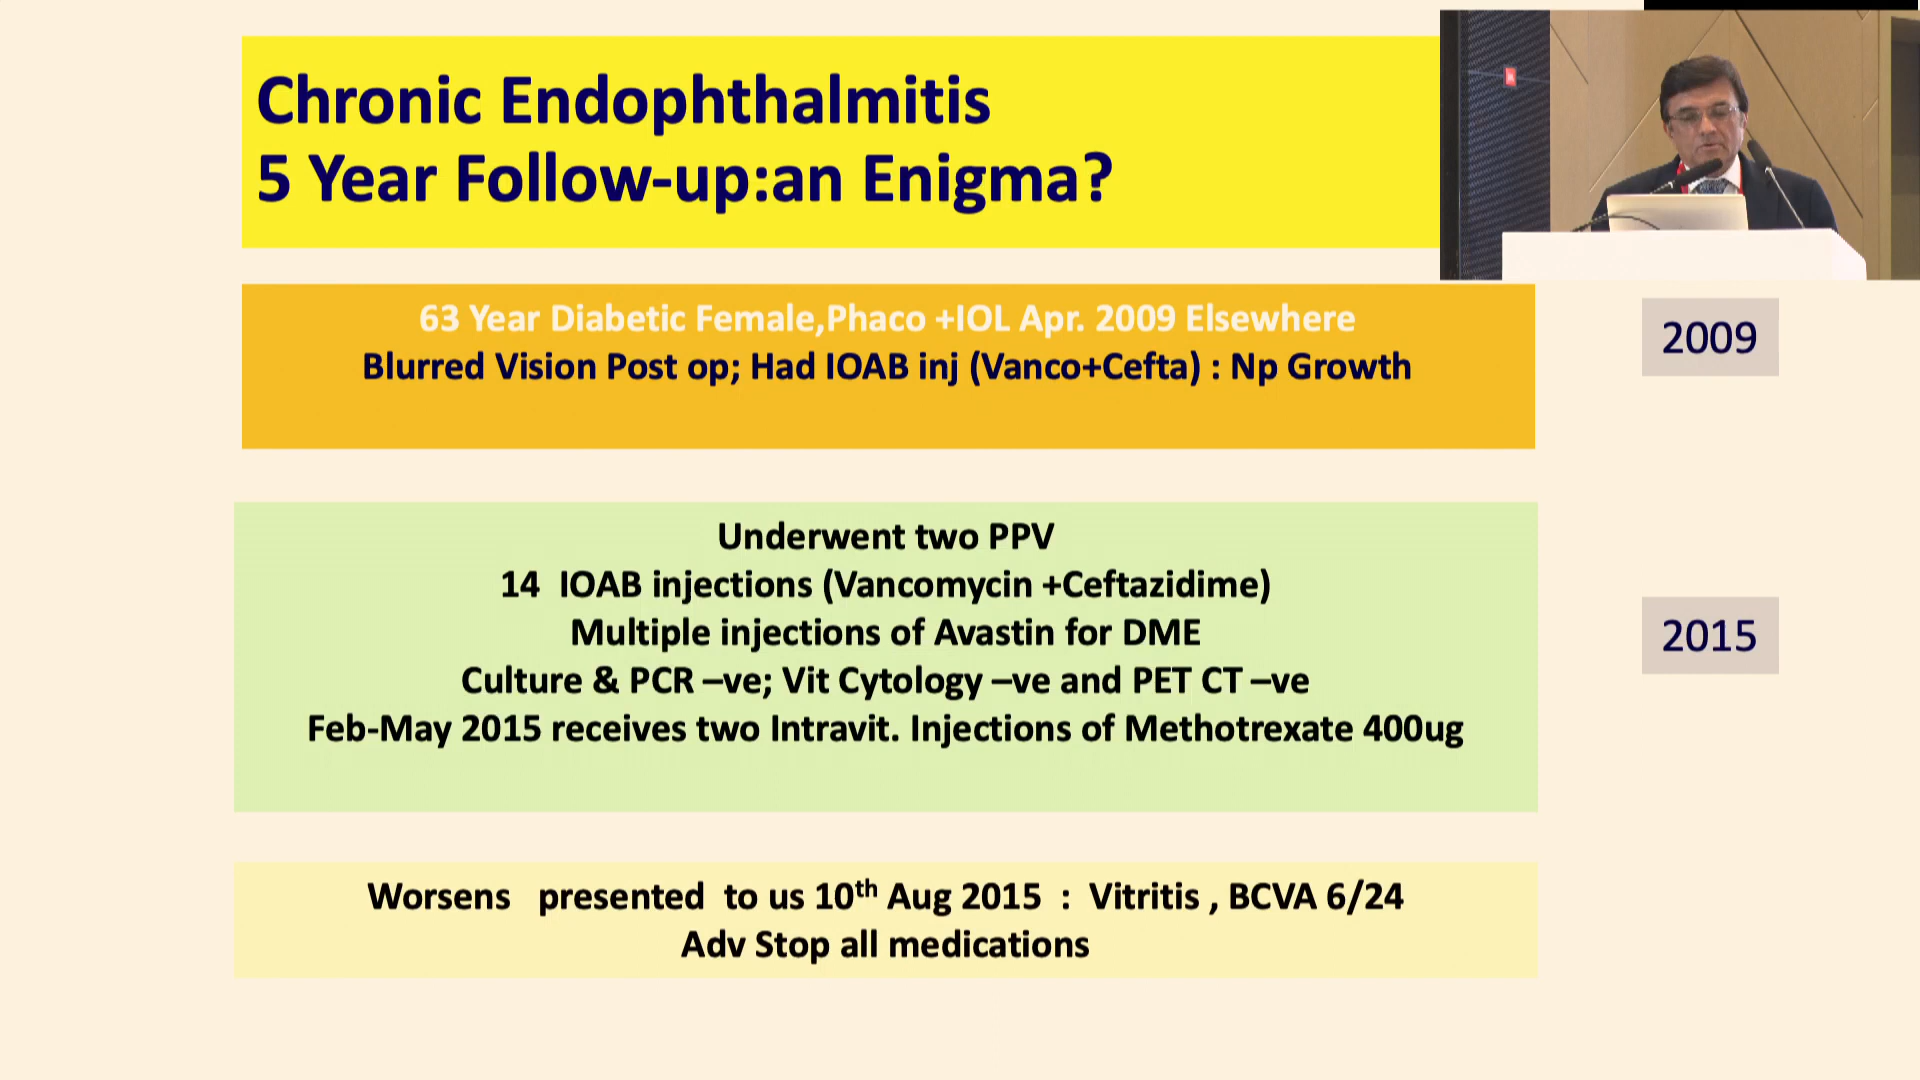 Chronic Endophthalmitis
5 Year Follow-up:an Enigma?
63 Year Diabetic Female,Phaco +IOL Apr. 2009 Elsewhere
Blurred Vision Post op; Had IOAB inj (Vanco+Cefta) : Np Growth
2009
Underwent two PPV
14 IOAB injections (Vancomycin +Ceftazidime)
Multiple injections of Avastin for DME
Culture & PCR –ve; Vit Cytology –ve and PET CT –ve
Feb-May 2015 receives two Intravit. Injections of Methotrexate 400ug
2015
Worsens presented to us 10th Aug 2015 : Vitritis , BCVA 6/24
Adv Stop all medications